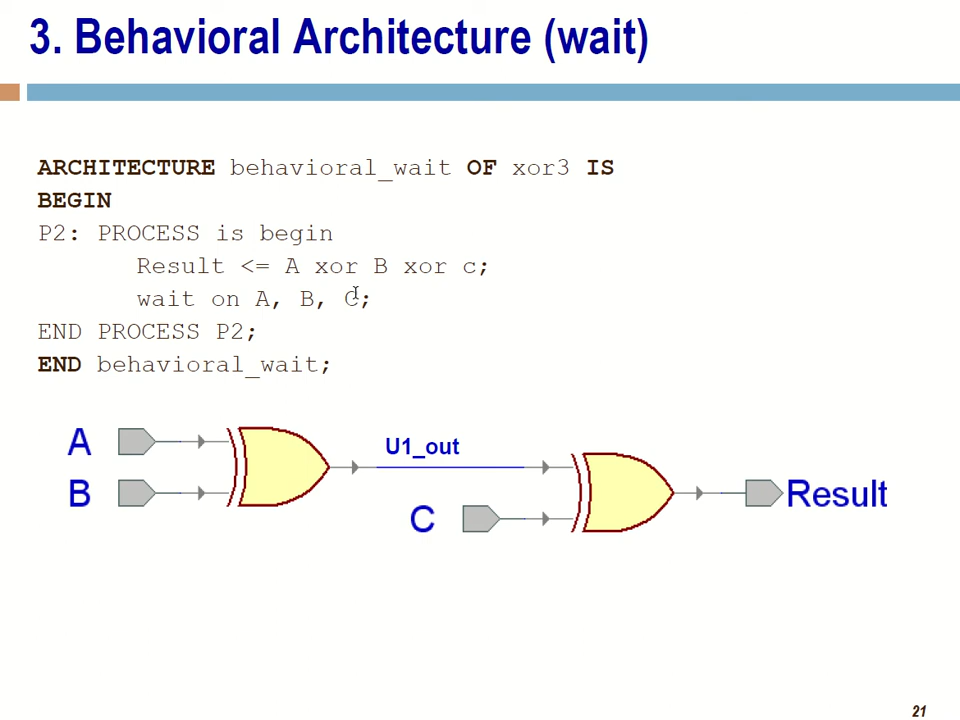 3. Behavioral Architecture (wait)
ARCHITECTURE behavioral_wait OF xor3 IS
BEGIN
P2: PROCESS is begin
Result <= A xor B xor c;
wait on A, B, C;
END PROCESS P2;
END behavioral_wait;
A
U1_out
B
Result
C
21